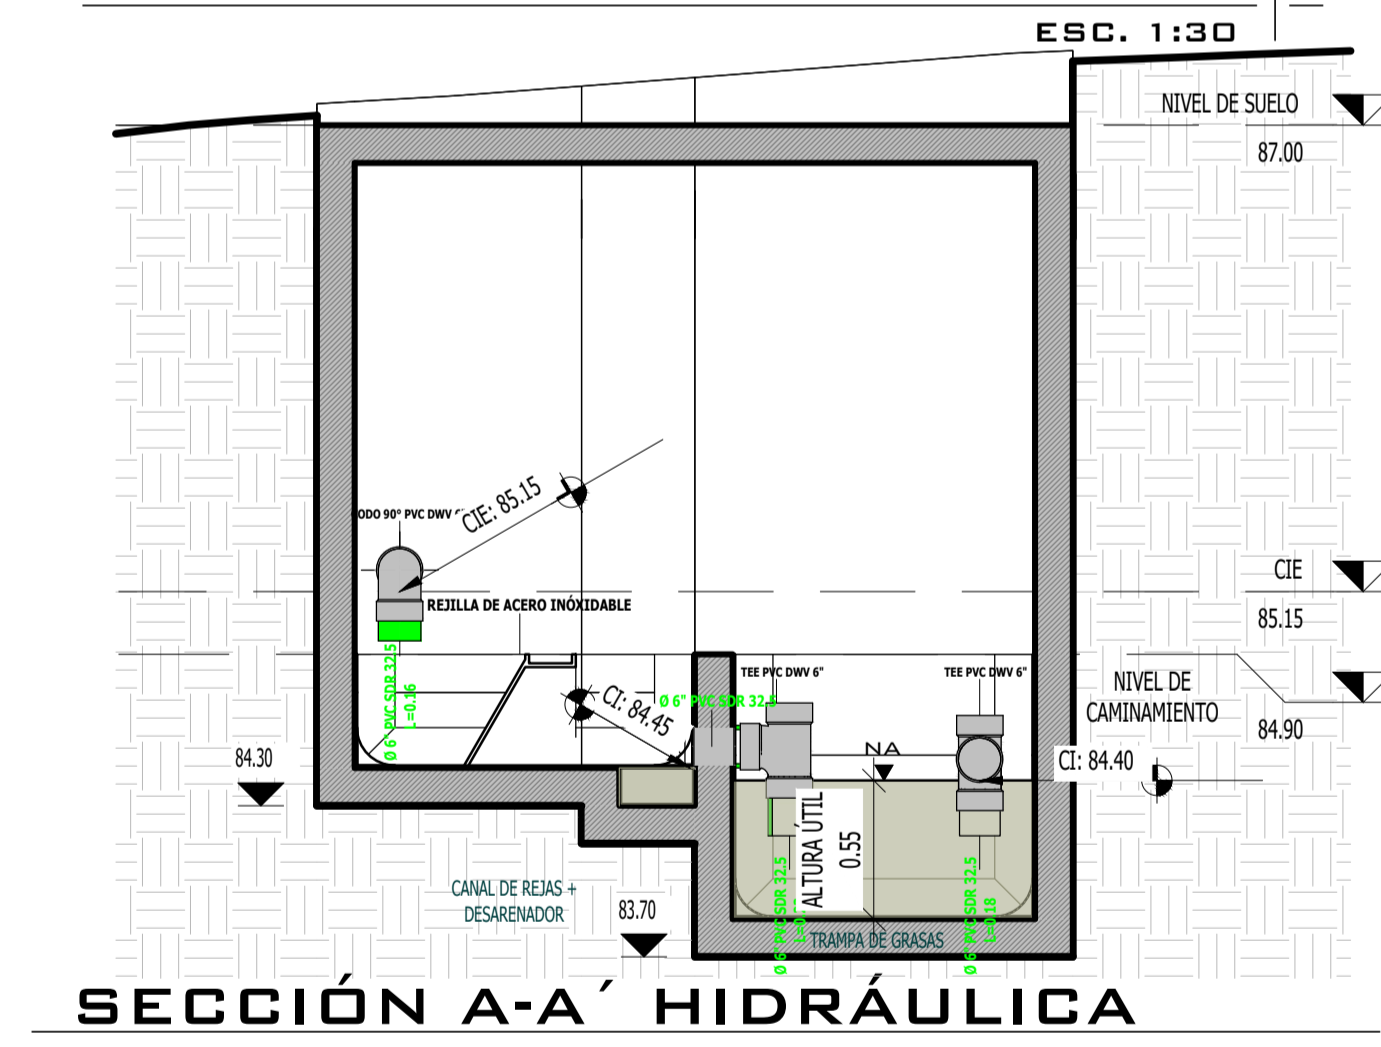 ESC. 1:30
NIVEL DE SUELO
87.00
CIE: 85.15
ODO 90° PVC DWV 6"
REJILLA DE ACERO INÓXIDABLE
CIE
85.15
Ø 6" PVC SDR 32.5
L=0.16
CI: 84.45
Ø 6" PVC SDR 32.5
TEE PVC DWV 6"
TEE PVC DWV 6"
NIVEL DE
CAMINAMIENTO
84.90
84.30
NA
CI: 84.40
ALTURA ÚTIL
0.55
Ø 6" PVC SDR 32.5
Ø 6" PVC SDR 32.5
L=0.18
CANAL DE REJAS +
DESARENADOR
83.70
TRAMPA DE GRASAS
SECCIÓN A-A´ HIDRÁULICA